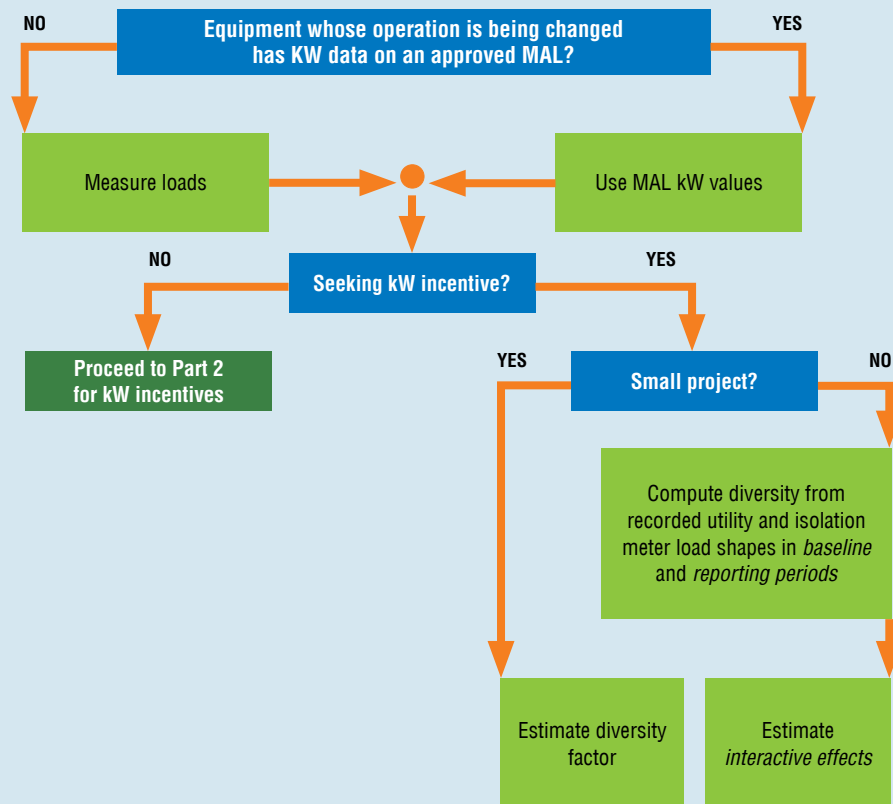 NO
Equipment whose operation is being changed
has KW data on an approved MAL?
YES
Measure loads
Use MAL kW values
NO
Seeking kW incentive?
YES
Proceed to Part 2
for kW incentives
YES
Small project?
NO
Compute diversity from
recorded utility and isolation
meter load shapes in baseline
and reporting periods
Estimate diversity
factor
Estimate
interactive effects